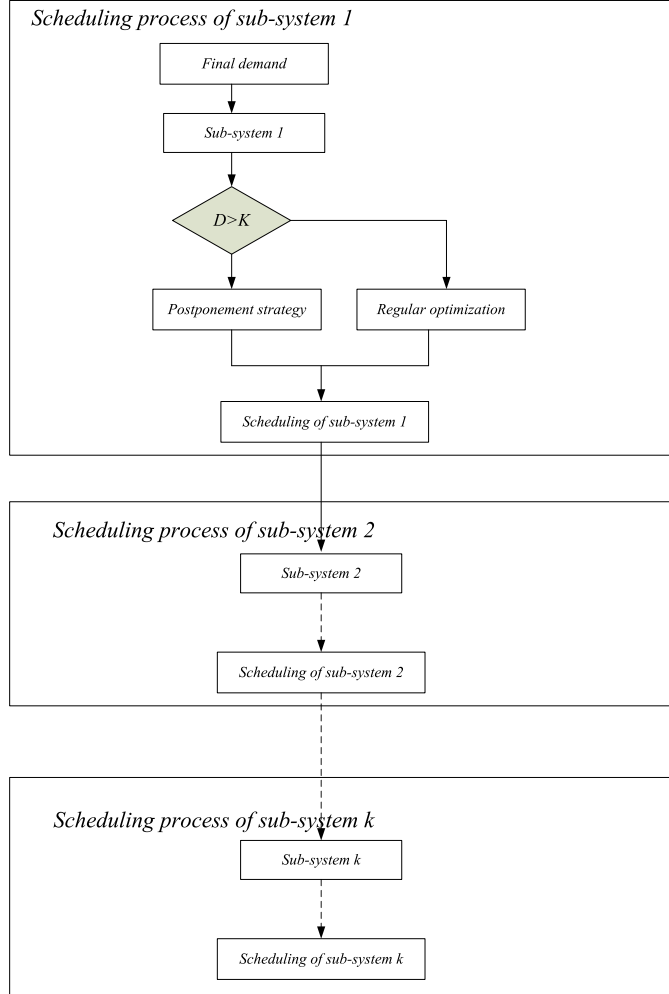 Scheduling process of sub-system 1
Final demand
Sub-system 1
D>K
Postponement strategy
Regular optimization
Scheduling of sub-system 1
Scheduling process of sub-system 2
Sub-system 2
Scheduling of sub-system 2
Scheduling process of sub-system k
Sub-system k
Scheduling of sub-system k